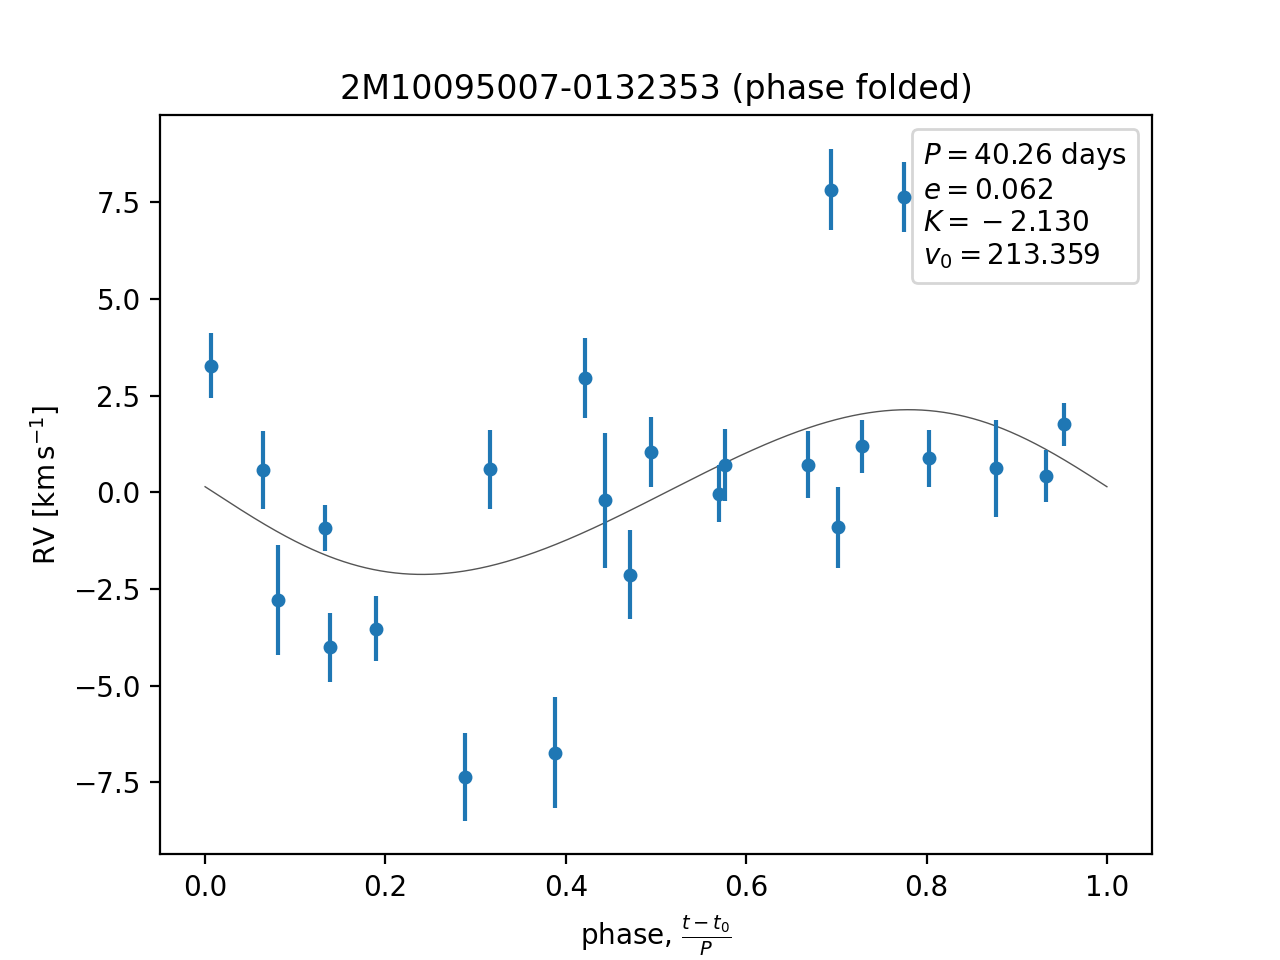 2M10095007-0132353 (phase folded)
P = 40.26 days
e = 0.062
K = −2.130
v₀ = 213.359
7.5
5.0
2.5
0.0
−2.5
−5.0
−7.5
RV [km s⁻¹]
0.0 0.2 0.4 0.6 0.8 1.0
phase, (t − t₀)/P